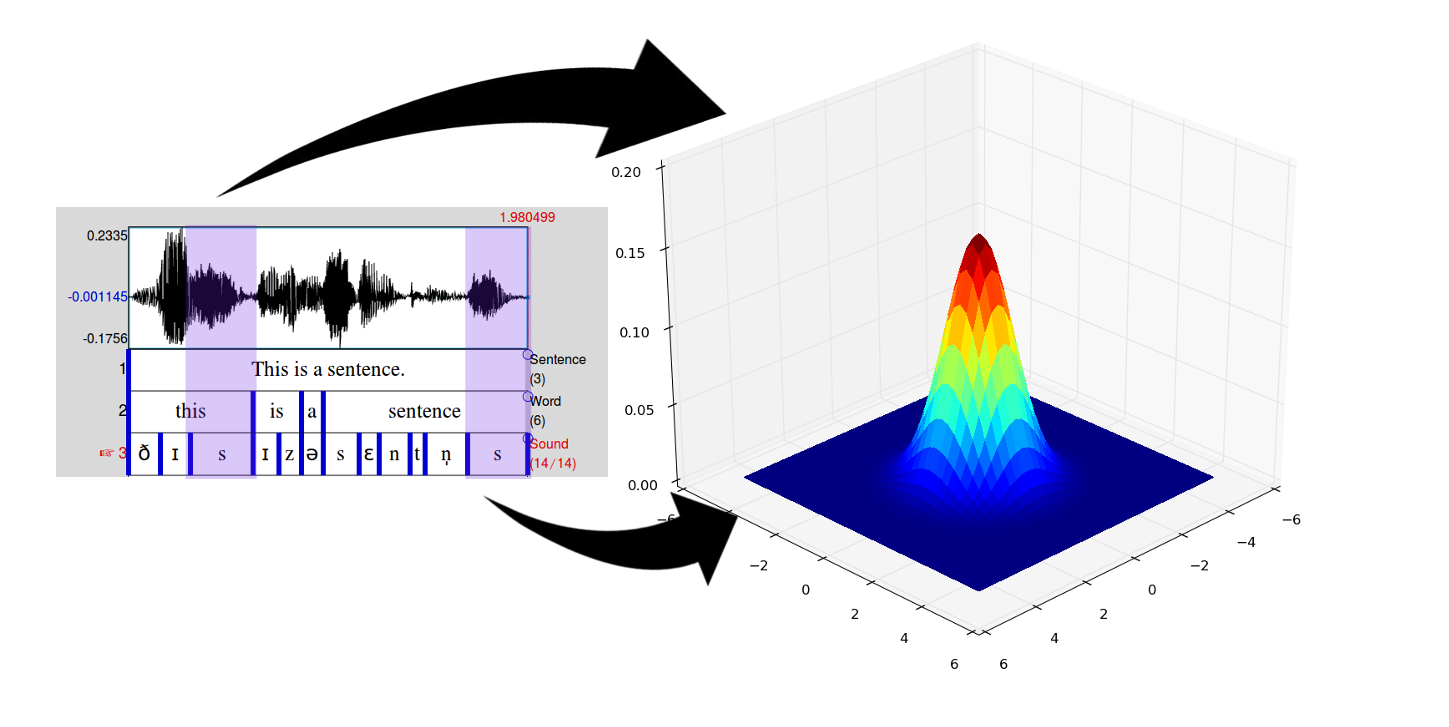 1.980499
0.2335
-0.001145
-0.1756
1 This is a sentence. Sentence (3)
2 this is a sentence Word (6)
☞ 3 ð ɪ s ɪ z ə s ɛ n t n̩ s Sound (14/14)
0.20
0.15
0.10
0.05
0.00
−6 −2 0 2 4 6
6 4 2 0 −2 −4 −6